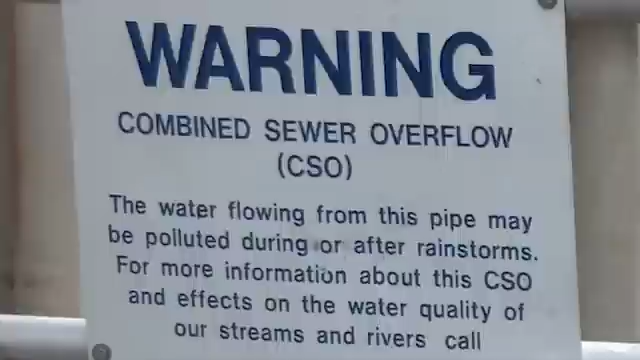 WARNING
COMBINED SEWER OVERFLOW
(CSO)
The water flowing from this pipe may
be polluted during or after rainstorms.
For more information about this CSO
and effects on the water quality of
our streams and rivers call